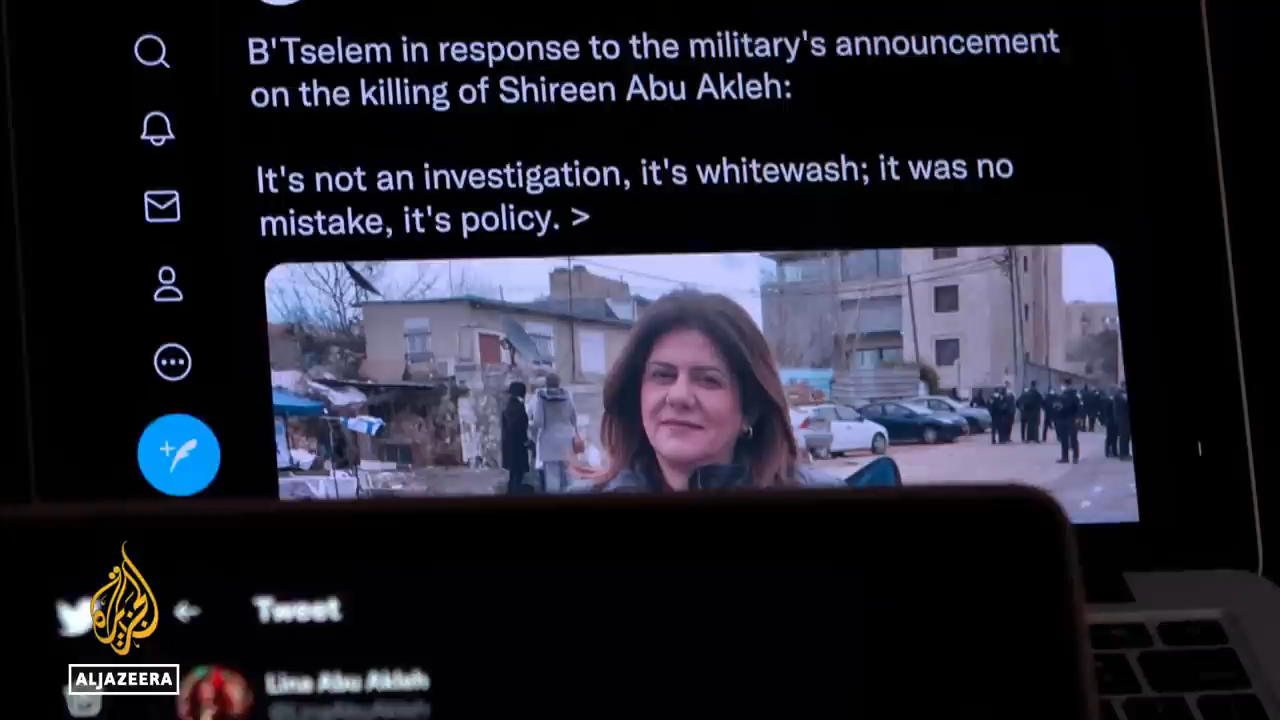 B'Tselem in response to the military's announcement
on the killing of Shireen Abu Akleh:
It's not an investigation, it's whitewash; it was no
mistake, it's policy. >
Tweet
Lina Abu Akleh
الجزيرة
ALJAZEERA